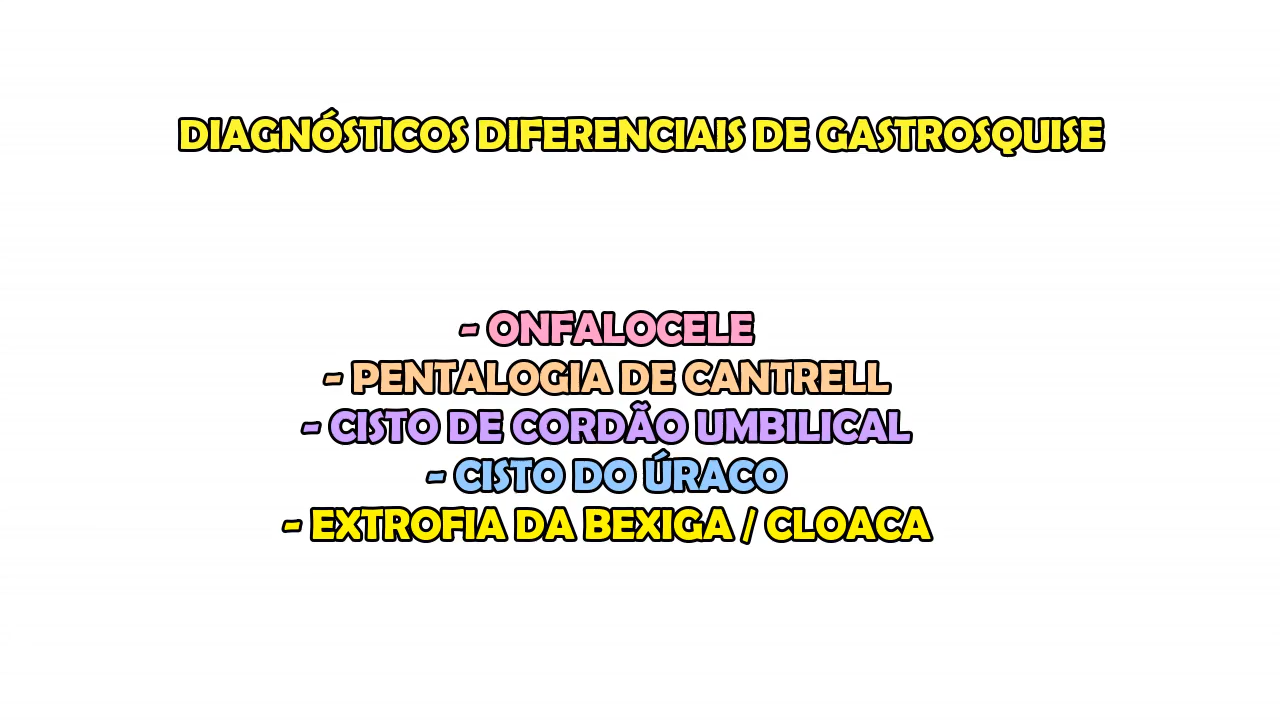 DIAGNÓSTICOS DIFERENCIAIS DE GASTROSQUISE
- ONFALOCELE
- PENTALOGIA DE CANTRELL
- CISTO DE CORDÃO UMBILICAL
- CISTO DO ÚRACO
- EXTROFIA DA BEXIGA / CLOACA